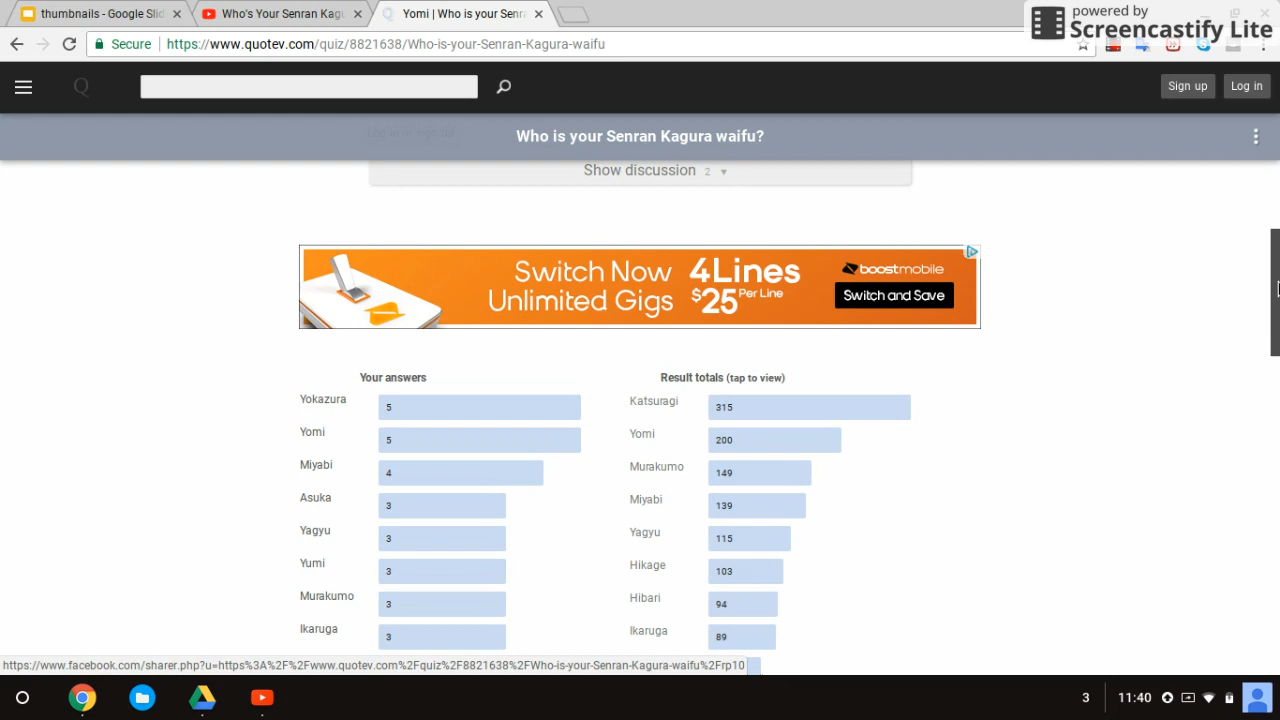 powered by
Screencastify Lite
thumbnails - Google Slid
Who's Your Senran Kagu
Yomi | Who is your Senra
Secure
https://www.quotev.com/quiz/8821638/Who-is-your-Senran-Kagura-waifu
Q
Sign up
Log in
Log in or sign up
Who is your Senran Kagura waifu?
Show discussion 2
Switch Now
Unlimited Gigs
4Lines
$25 Per Line
boostmobile
Switch and Save
Your answers
Yokazura 5
Yomi 5
Miyabi 4
Asuka 3
Yagyu 3
Yumi 3
Murakumo 3
Ikaruga 3
Result totals (tap to view)
Katsuragi 315
Yomi 200
Murakumo 149
Miyabi 139
Yagyu 115
Hikage 103
Hibari 94
Ikaruga 89
https://www.facebook.com/sharer.php?u=https%3A%2F%2Fwww.quotev.com%2Fquiz%2F8821638%2FWho-is-your-Senran-Kagura-waifu%2Frp10
3
11:40